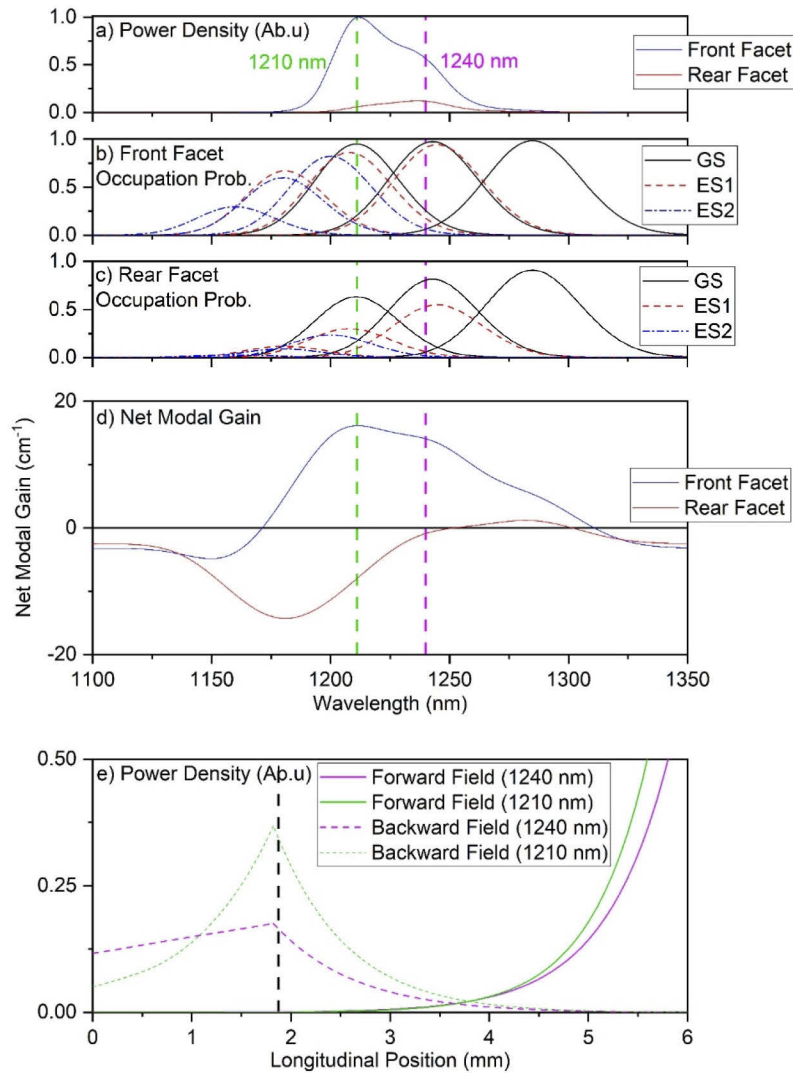 1.0
a) Power Density (Ab.u)
0.5
1210 nm
1240 nm
Front Facet
Rear Facet
0.0
1.0
b) Front Facet
Occupation Prob.
0.5
GS
ES1
ES2
0.0
1.0
c) Rear Facet
Occupation Prob.
0.5
GS
ES1
ES2
0.0
20
d) Net Modal Gain
Front Facet
Rear Facet
0
Net Modal Gain (cm-1)
-20
1100 1150 1200 1250 1300 1350
Wavelength (nm)
0.50
e) Power Density (Ab.u)
Forward Field (1240 nm)
Forward Field (1210 nm)
Backward Field (1240 nm)
Backward Field (1210 nm)
0.25
0.00
0 1 2 3 4 5 6
Longitudinal Position (mm)